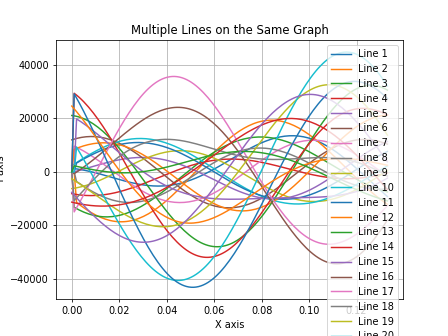 Multiple Lines on the Same Graph
40000
20000
0
−20000
−40000
0.00 0.02 0.04 0.06 0.08 0.10
X axis
axis
Line 1
Line 2
Line 3
Line 4
Line 5
Line 6
Line 7
Line 8
Line 9
Line 10
Line 11
Line 12
Line 13
Line 14
Line 15
Line 16
Line 17
Line 18
Line 19
Line 20